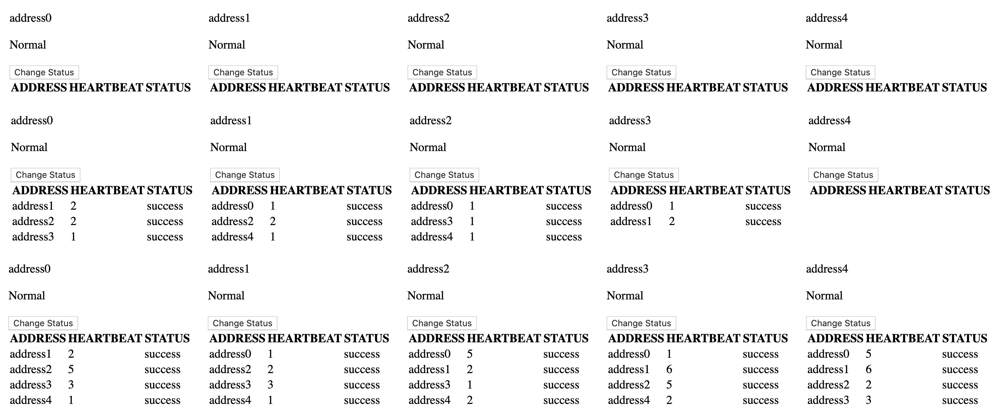 address0 address1 address2 address3 address4
Normal Normal Normal Normal Normal
Change Status Change Status Change Status Change Status Change Status
ADDRESS HEARTBEAT STATUS ADDRESS HEARTBEAT STATUS ADDRESS HEARTBEAT STATUS ADDRESS HEARTBEAT STATUS ADDRESS HEARTBEAT STATUS
address0 address1 address2 address3 address4
Normal Normal Normal Normal Normal
Change Status Change Status Change Status Change Status Change Status
ADDRESS HEARTBEAT STATUS ADDRESS HEARTBEAT STATUS ADDRESS HEARTBEAT STATUS ADDRESS HEARTBEAT STATUS ADDRESS HEARTBEAT STATUS
address1 2 success address0 1 success address0 1 success address0 1 success
address2 2 success address2 2 success address3 1 success address1 2 success
address3 1 success address4 1 success address4 1 success
address0 address1 address2 address3 address4
Normal Normal Normal Normal Normal
Change Status Change Status Change Status Change Status Change Status
ADDRESS HEARTBEAT STATUS ADDRESS HEARTBEAT STATUS ADDRESS HEARTBEAT STATUS ADDRESS HEARTBEAT STATUS ADDRESS HEARTBEAT STATUS
address1 2 success address0 1 success address0 5 success address0 1 success address0 5 success
address2 5 success address2 2 success address1 2 success address1 6 success address1 6 success
address3 3 success address3 3 success address3 1 success address2 5 success address2 2 success
address4 1 success address4 1 success address4 2 success address4 2 success address3 3 success